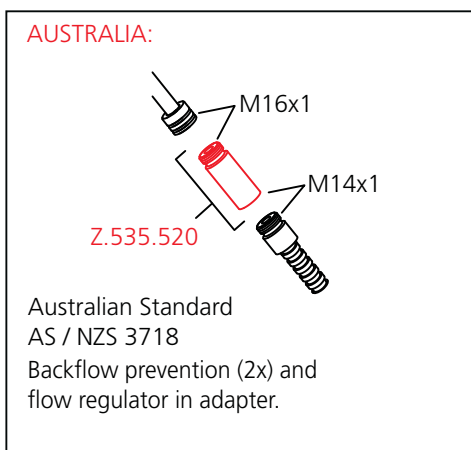 AUSTRALIA:
M16x1
M14x1
Z.535.520
Australian Standard
AS / NZS 3718
Backflow prevention (2x) and
flow regulator in adapter.